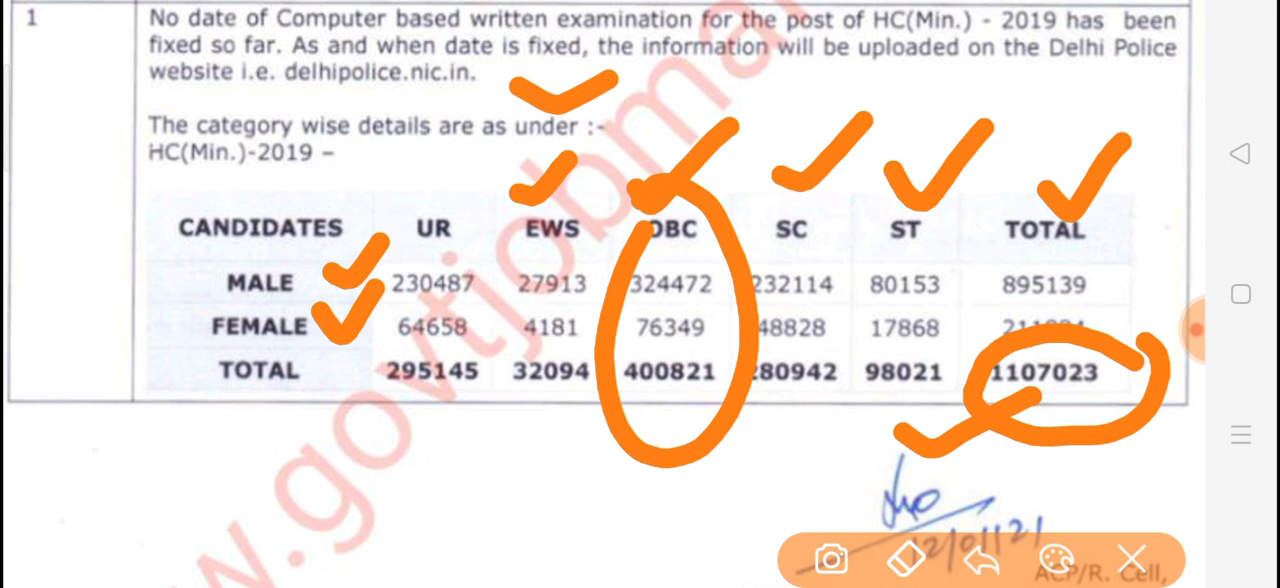 1 No date of Computer based written examination for the post of HC(Min.) - 2019 has been
fixed so far. As and when date is fixed, the information will be uploaded on the Delhi Police
website i.e. delhipolice.nic.in.
The category wise details are as under :-
HC(Min.)-2019 –
CANDIDATES UR EWS OBC SC ST TOTAL
MALE 230487 27913 324472 232114 80153 895139
FEMALE 64658 4181 76349 48828 17868
TOTAL 295145 32094 400821 280942 98021 1107023
12/01/21
ACP/R. Cell,
w.govtjobma